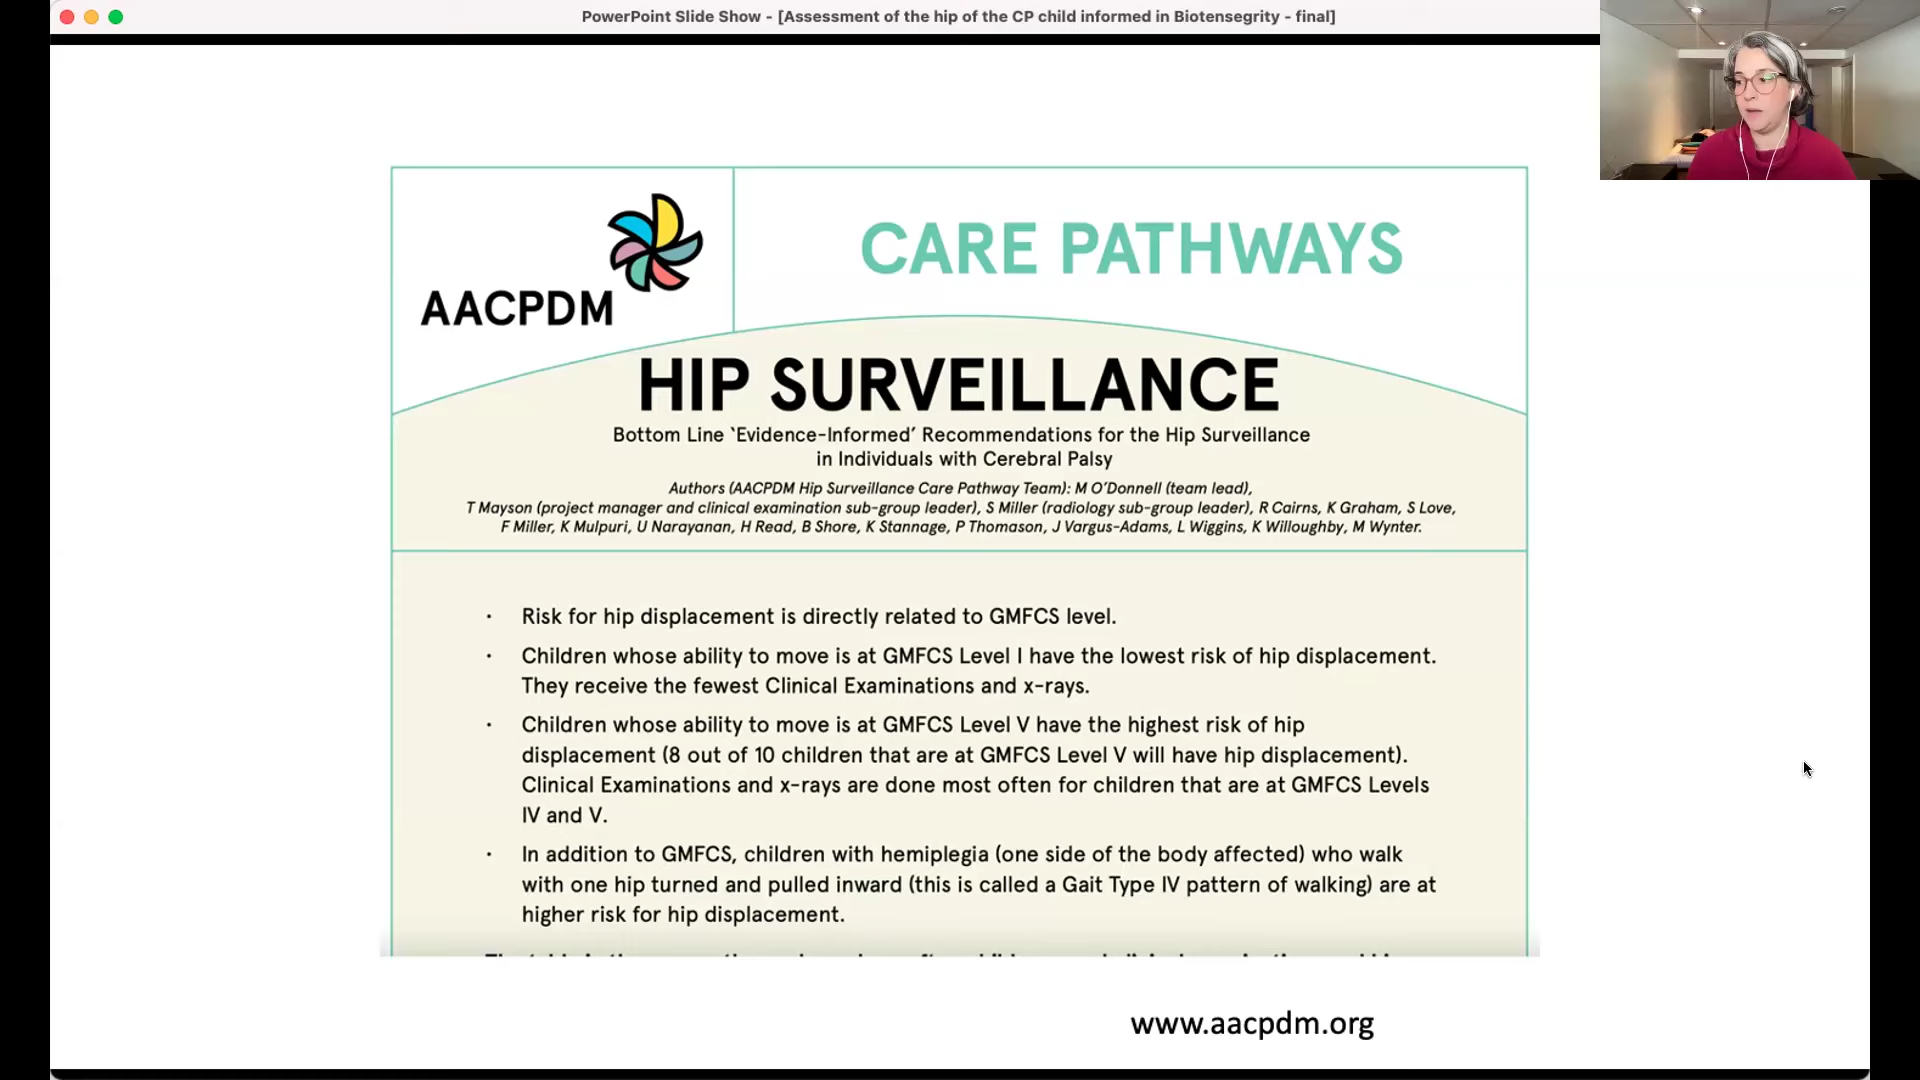 PowerPoint Slide Show - [Assessment of the hip of the CP child informed in Biotensegrity - final]
AACPDM
CARE PATHWAYS
HIP SURVEILLANCE
Bottom Line ‘Evidence-Informed’ Recommendations for the Hip Surveillance
in Individuals with Cerebral Palsy
Authors (AACPDM Hip Surveillance Care Pathway Team): M O’Donnell (team lead),
T Mayson (project manager and clinical examination sub-group leader), S Miller (radiology sub-group leader), R Cairns, K Graham, S Love,
F Miller, K Mulpuri, U Narayanan, H Read, B Shore, K Stannage, P Thomason, J Vargus-Adams, L Wiggins, K Willoughby, M Wynter.
· Risk for hip displacement is directly related to GMFCS level.
· Children whose ability to move is at GMFCS Level I have the lowest risk of hip displacement.
They receive the fewest Clinical Examinations and x-rays.
· Children whose ability to move is at GMFCS Level V have the highest risk of hip
displacement (8 out of 10 children that are at GMFCS Level V will have hip displacement).
Clinical Examinations and x-rays are done most often for children that are at GMFCS Levels
IV and V.
· In addition to GMFCS, children with hemiplegia (one side of the body affected) who walk
with one hip turned and pulled inward (this is called a Gait Type IV pattern of walking) are at
higher risk for hip displacement.
www.aacpdm.org